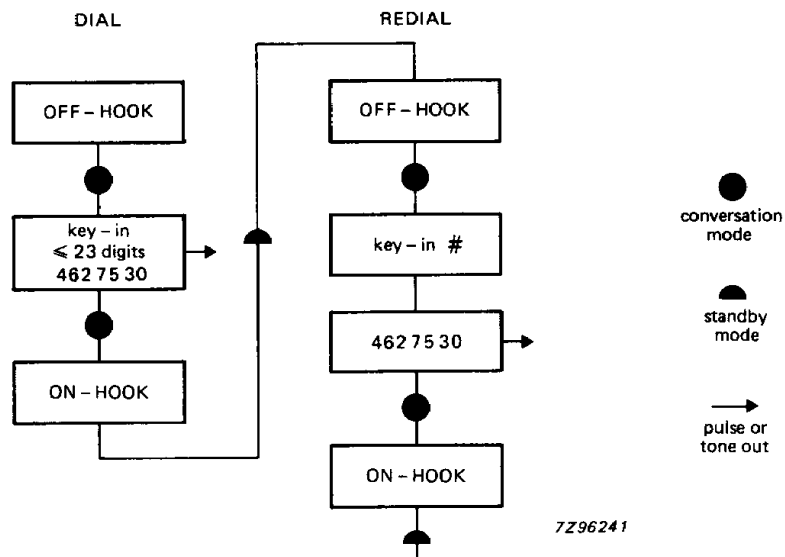 DIAL
OFF-HOOK
key-in
≤ 23 digits
462 75 30
ON-HOOK
REDIAL
OFF-HOOK
key-in #
462 75 30
ON-HOOK
conversation
mode
standby
mode
pulse or
tone out
7Z96241